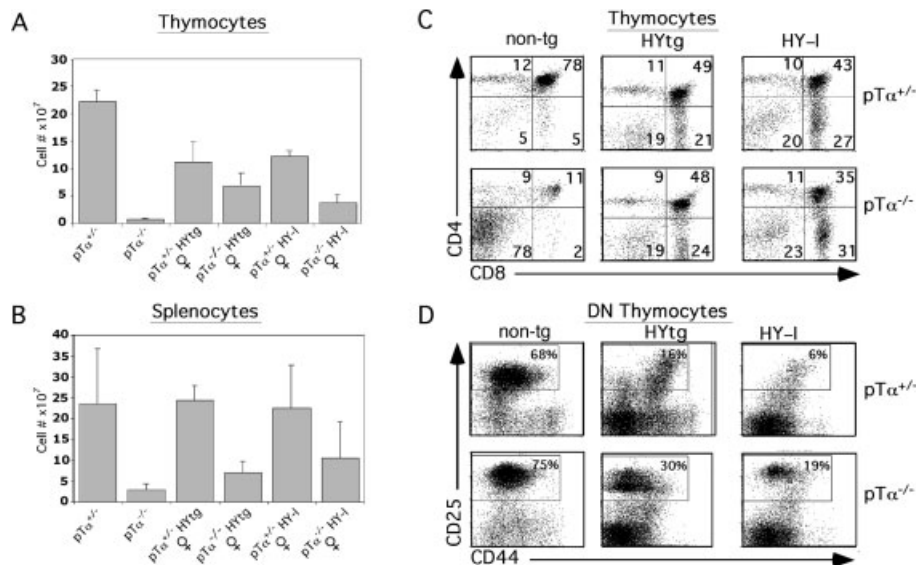 A
Thymocytes
Cell # x10⁷
30
25
20
15
10
5
0
pTα⁺/⁻
pTα⁻/⁻
pTα⁺/⁻ HYtg ♀
pTα⁻/⁻ HYtg ♀
pTα⁺/⁻ HY-I ♀
pTα⁻/⁻ HY-I ♀
B
Splenocytes
Cell # x10⁷
40
35
30
25
20
15
10
5
0
pTα⁺/⁻
pTα⁻/⁻
pTα⁺/⁻ HYtg ♀
pTα⁻/⁻ HYtg ♀
pTα⁺/⁻ HY-I ♀
pTα⁻/⁻ HY-I ♀
C
Thymocytes
non-tg HYtg HY–I
12 78 11 49 10 43
pTα⁺/⁻
5 5 19 21 20 27
9 11 9 48 11 35
pTα⁻/⁻
78 2 19 24 23 31
CD4
CD8
D
DN Thymocytes
non-tg HYtg HY–I
68% 16% 6%
pTα⁺/⁻
75% 30% 19%
pTα⁻/⁻
CD25
CD44